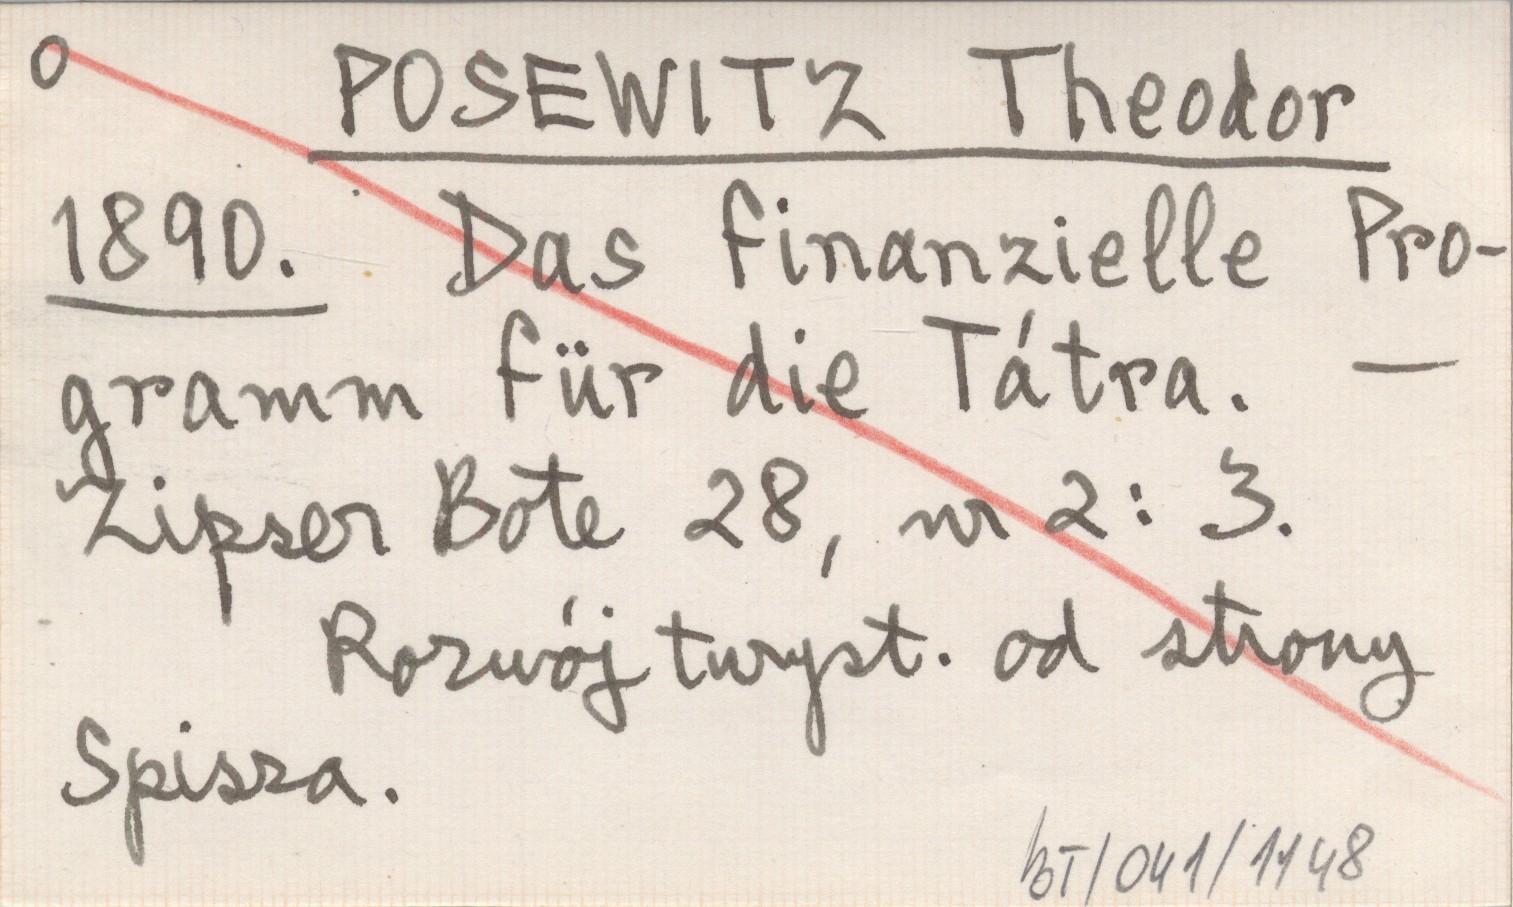 O POSEWITZ Theodor
1890. Das finanzielle Pro-
gramm für die Tátra. —
Zipser Bote 28, nr 2: 3.
Rozwój turyst. od strony
Spisza.
BT/041/1148